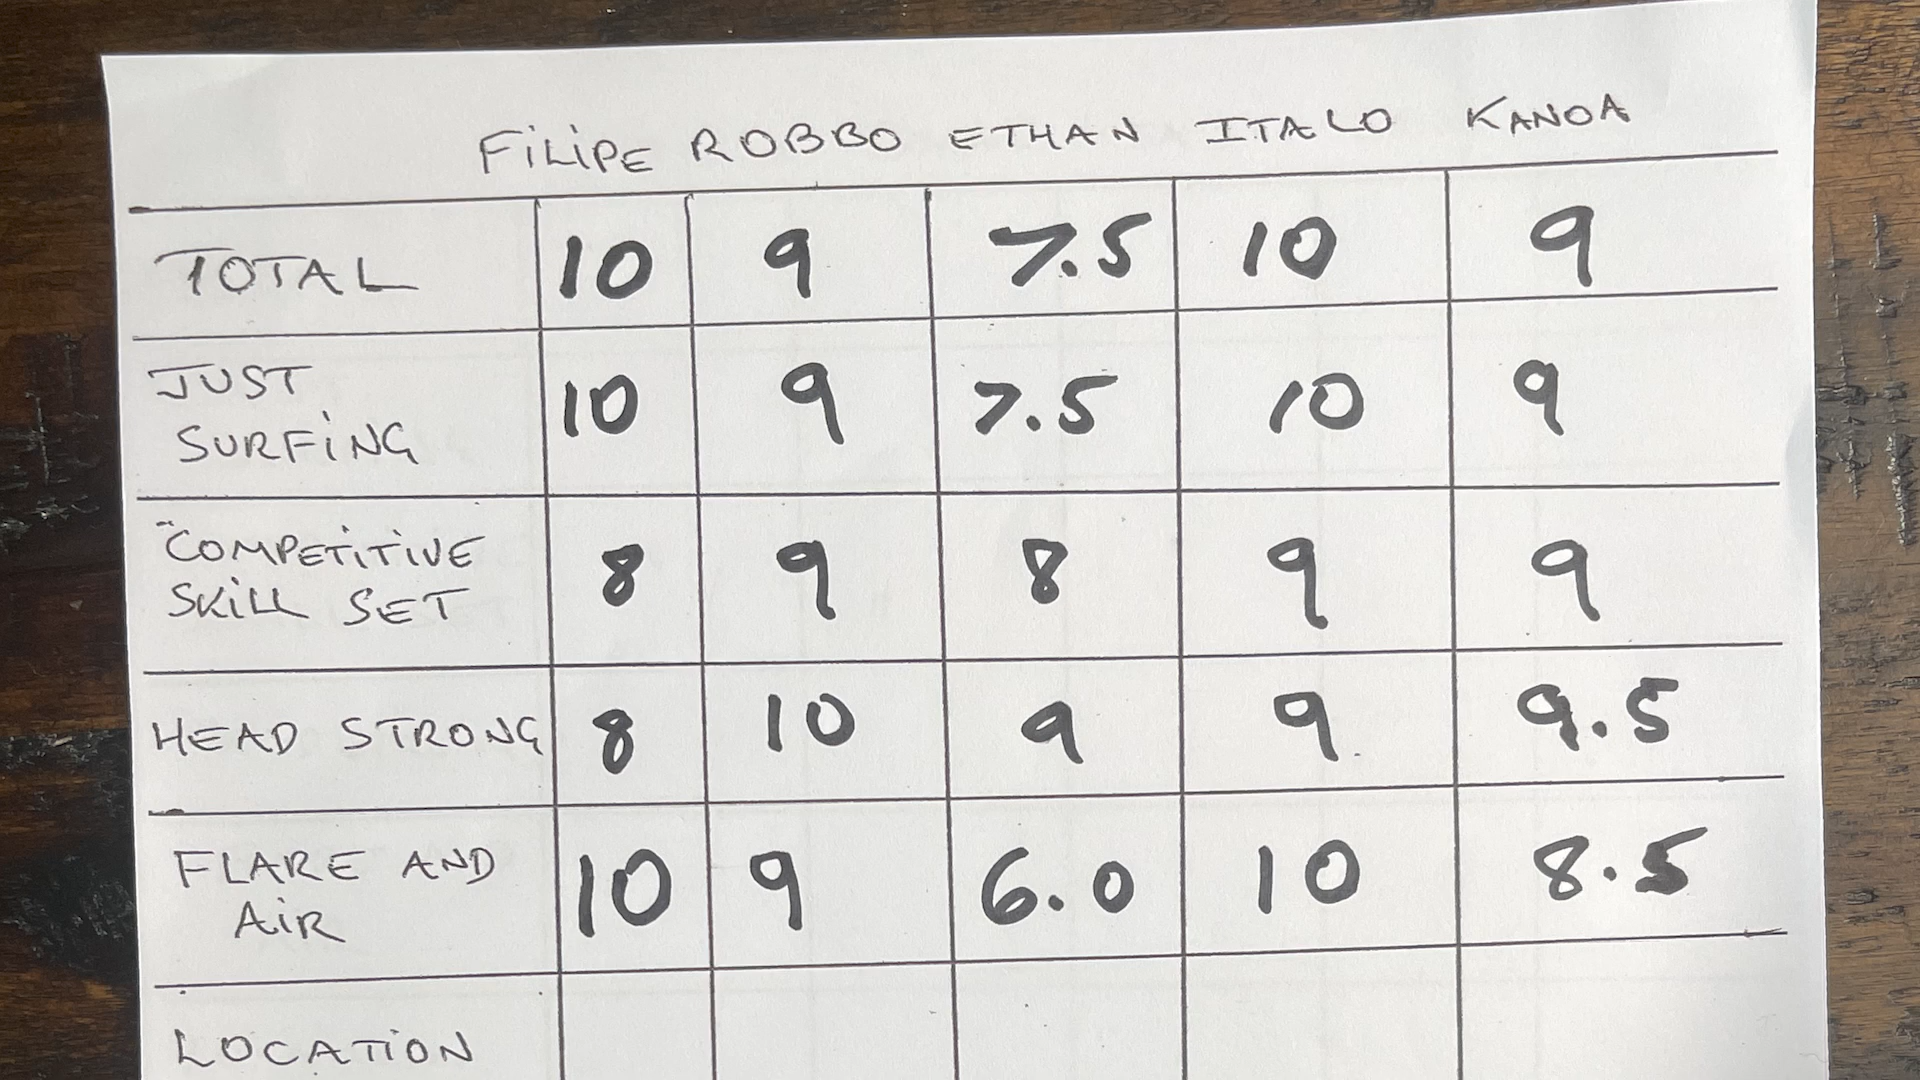 FILIPE ROBBO ETHAN ITALO KANOA
TOTAL 10 9 7.5 10 9
JUST
SURFING 10 9 7.5 10 9
COMPETITIVE
SKILL SET 8 9 8 9 9
HEAD STRONG 8 10 9 9 9.5
FLARE AND
AIR 10 9 6.0 10 8.5
LOCATION